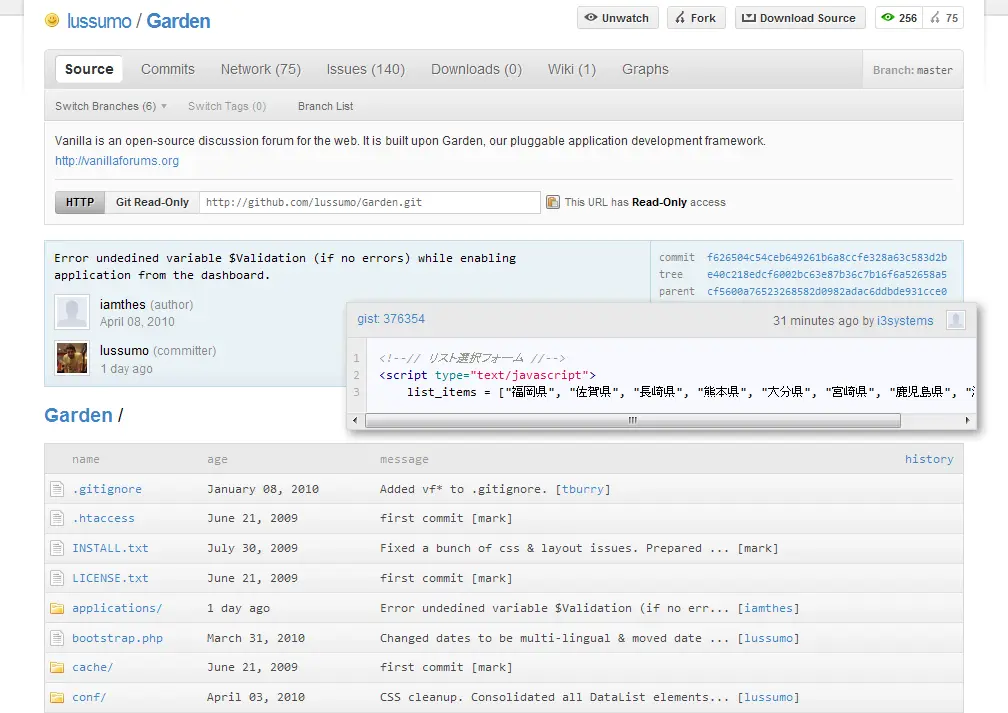 lussumo / Garden
Unwatch Fork Download Source 256 75
Source Commits Network (75) Issues (140) Downloads (0) Wiki (1) Graphs Branch: master
Switch Branches (6) ▾ Switch Tags (0) Branch List
Vanilla is an open-source discussion forum for the web. It is built upon Garden, our pluggable application development framework.
http://vanillaforums.org
HTTP Git Read-Only http://github.com/lussumo/Garden.git This URL has Read-Only access
Error undedined variable $Validation (if no errors) while enabling
application from the dashboard.
iamthes (author)
April 08, 2010
lussumo (committer)
1 day ago
commit f626504c54ceb649261b6a8ccfe328a63c583d2b
tree e40c218edcf6002bc63e87b36c7b16f6a52658a5
parent cf5600a76523268582d0982adac6ddbde931cce0
gist: 376354 31 minutes ago by i3systems
1 <!--// リスト選択フォーム //-->
2 <script type="text/javascript">
3 list_items = ["福岡県", "佐賀県", "長崎県", "熊本県", "大分県", "宮崎県", "鹿児島県", "
Garden /
name age message history
.gitignore January 08, 2010 Added vf* to .gitignore. [tburry]
.htaccess June 21, 2009 first commit [mark]
INSTALL.txt July 30, 2009 Fixed a bunch of css & layout issues. Prepared ... [mark]
LICENSE.txt June 21, 2009 first commit [mark]
applications/ 1 day ago Error undedined variable $Validation (if no err... [iamthes]
bootstrap.php March 31, 2010 Changed dates to be multi-lingual & moved date ... [lussumo]
cache/ June 21, 2009 first commit [mark]
conf/ April 03, 2010 CSS cleanup. Consolidated all DataList elements... [lussumo]